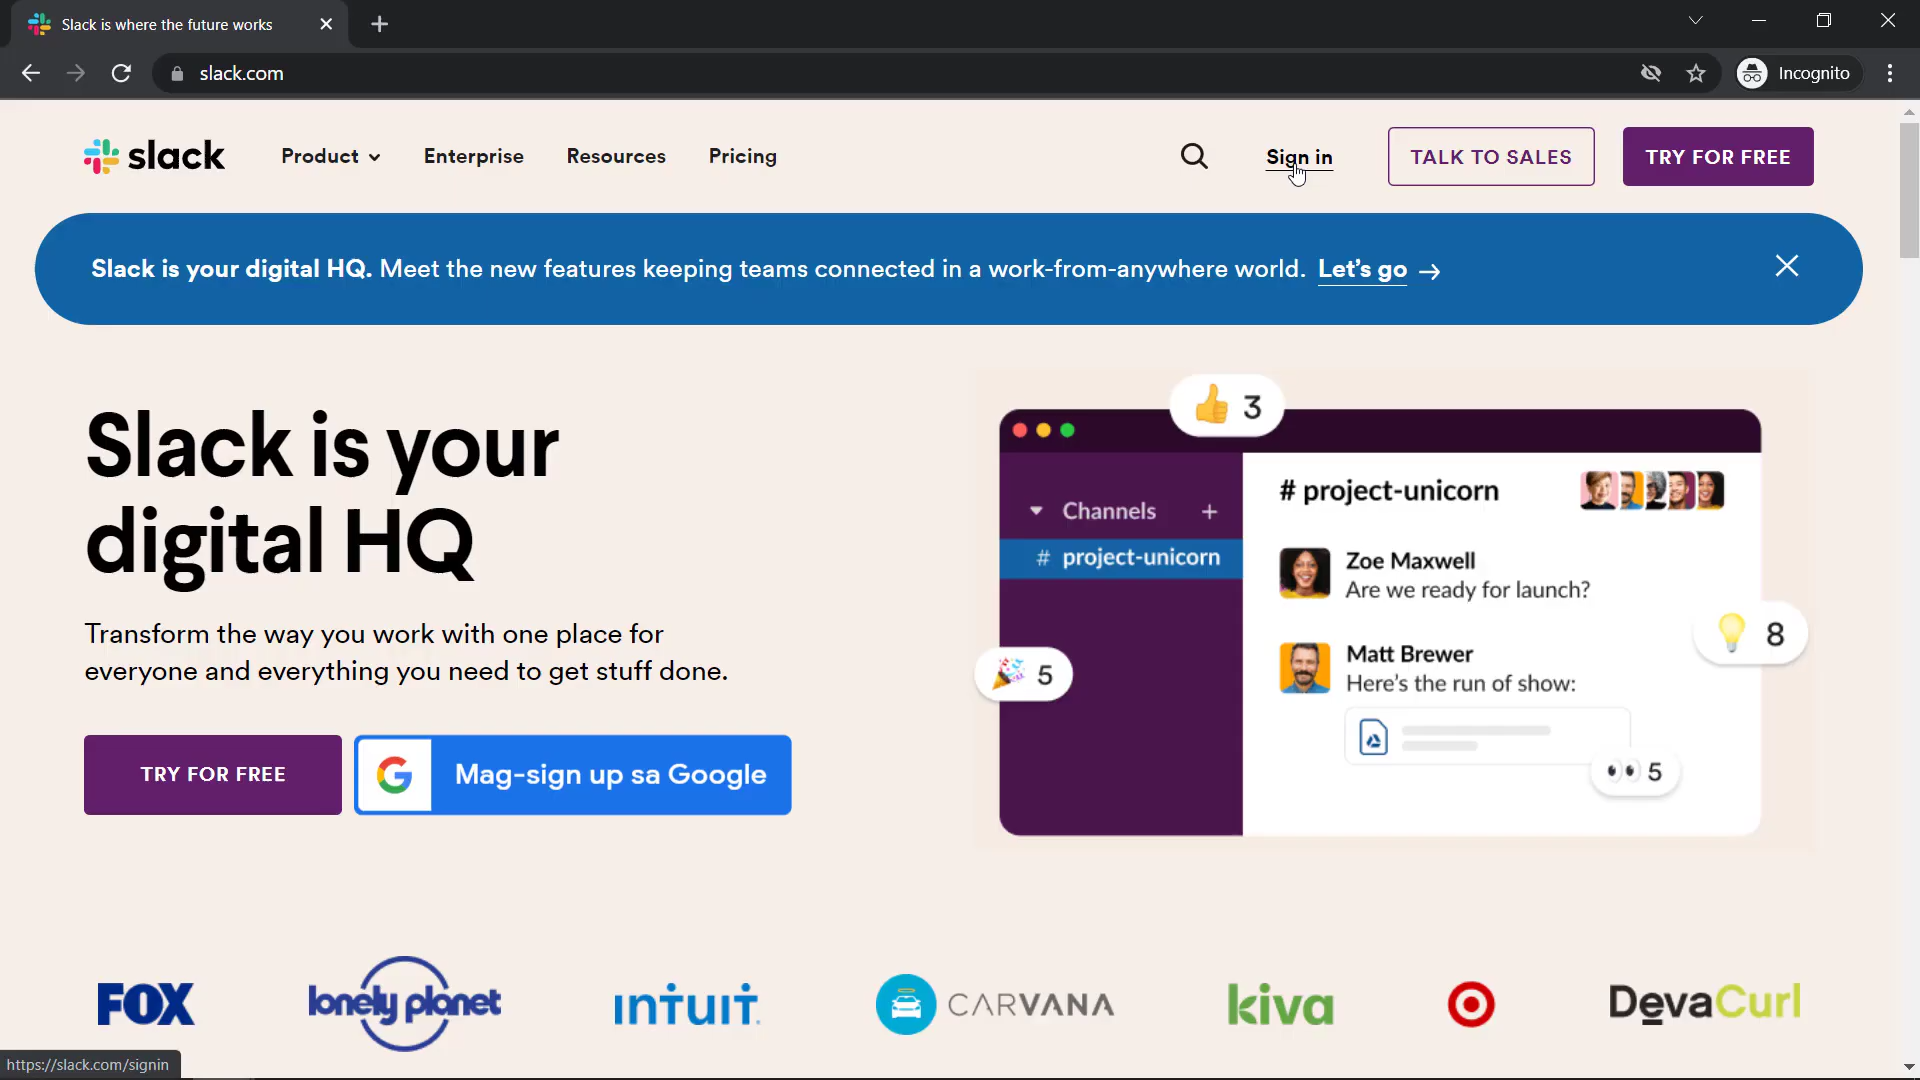 Slack is where the future works
slack.com
Incognito
slack
Product
Enterprise
Resources
Pricing
Sign in
TALK TO SALES
TRY FOR FREE
Slack is your digital HQ. Meet the new features keeping teams connected in a work-from-anywhere world. Let's go →
Slack is your
digital HQ
Transform the way you work with one place for
everyone and everything you need to get stuff done.
TRY FOR FREE
G Mag-sign up sa Google
👍 3
Channels +
# project-unicorn
# project-unicorn
Zoe Maxwell
Are we ready for launch?
💡 8
Matt Brewer
Here's the run of show:
🎉 5
👀 5
FOX
lonely planet
intuit.
CARVANA
kiva
DevaCurl
https://slack.com/signin